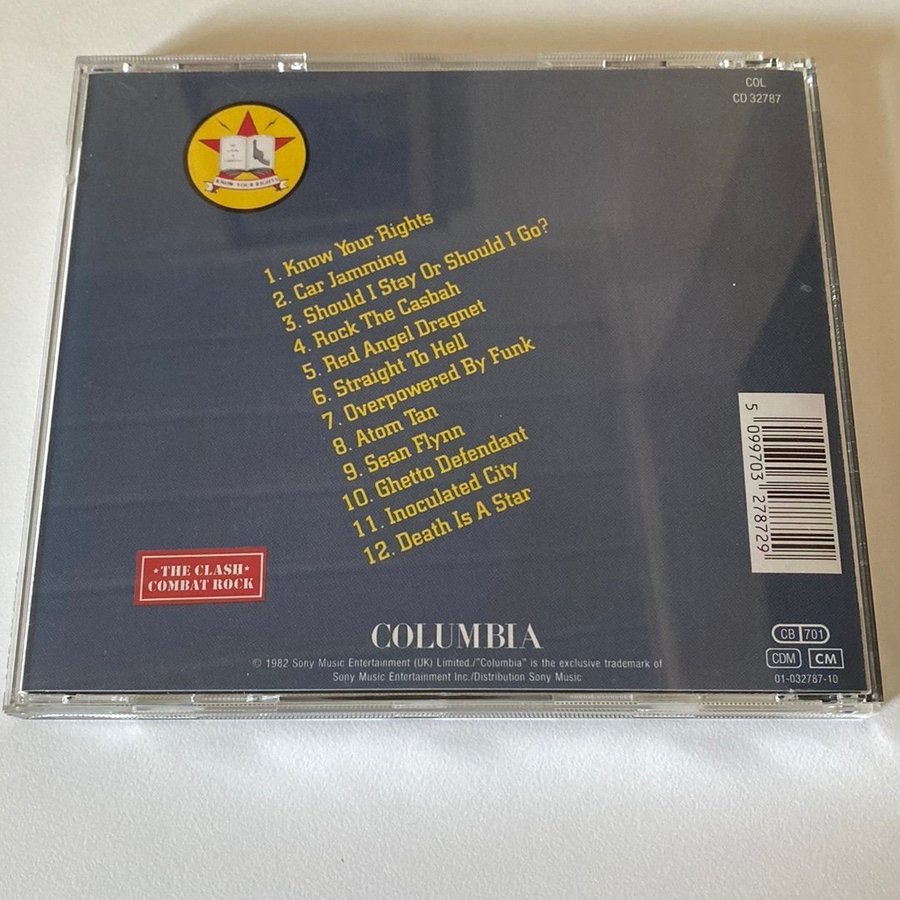 COL
CD 32787
KNOW YOUR RIGHTS
1. Know Your Rights
2. Car Jamming
3. Should I Stay Or Should I Go?
4. Rock The Casbah
5. Red Angel Dragnet
6. Straight To Hell
7. Overpowered By Funk
8. Atom Tan
9. Sean Flynn
10. Ghetto Defendant
11. Inoculated City
12. Death Is A Star
5 099703 278729
★THE CLASH★
COMBAT ROCK
COLUMBIA
© 1982 Sony Music Entertainment (UK) Limited./"Columbia" is the exclusive trademark of
Sony Music Entertainment Inc./Distribution Sony Music
CB 701
CDM CM
01-032787-10